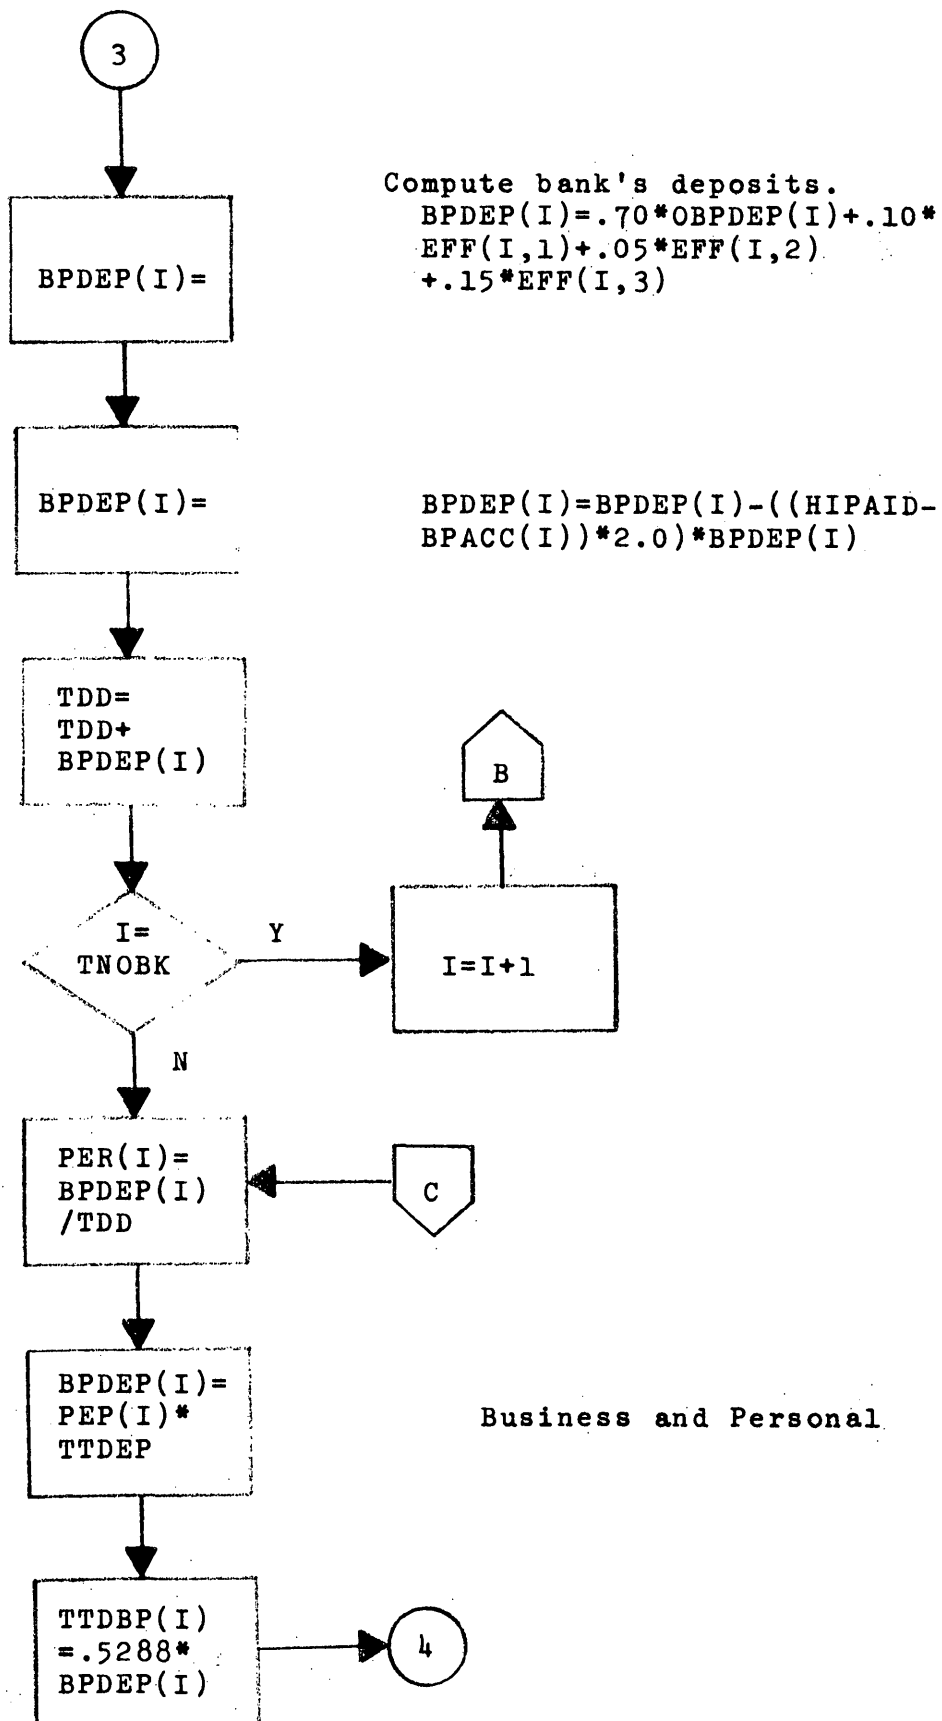 3
Compute bank's deposits.
BPDEP(I)=.70*OBPDEP(I)+.10*
EFF(I,1)+.05*EFF(I,2)
+.15*EFF(I,3)
BPDEP(I)=
BPDEP(I)=
BPDEP(I)=BPDEP(I)-((HIPAID-
BPACC(I))*2.0)*BPDEP(I)
TDD=
TDD+
BPDEP(I)
B
I=
TNOBK
Y
I=I+1
N
PER(I)=
BPDEP(I)
/TDD
C
BPDEP(I)=
PEP(I)*
TTDEP
Business and Personal
TTDBP(I)
=.5288*
BPDEP(I)
4